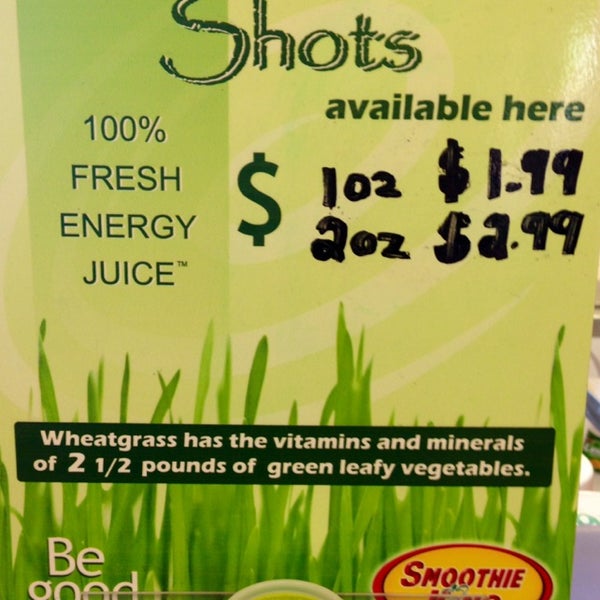 Shots
available here
100%
FRESH
ENERGY
JUICE™
$
1oz $1.99
2oz $2.99
Wheatgrass has the vitamins and minerals
of 2 1/2 pounds of green leafy vegetables.
Be
good
SMOOTHIE